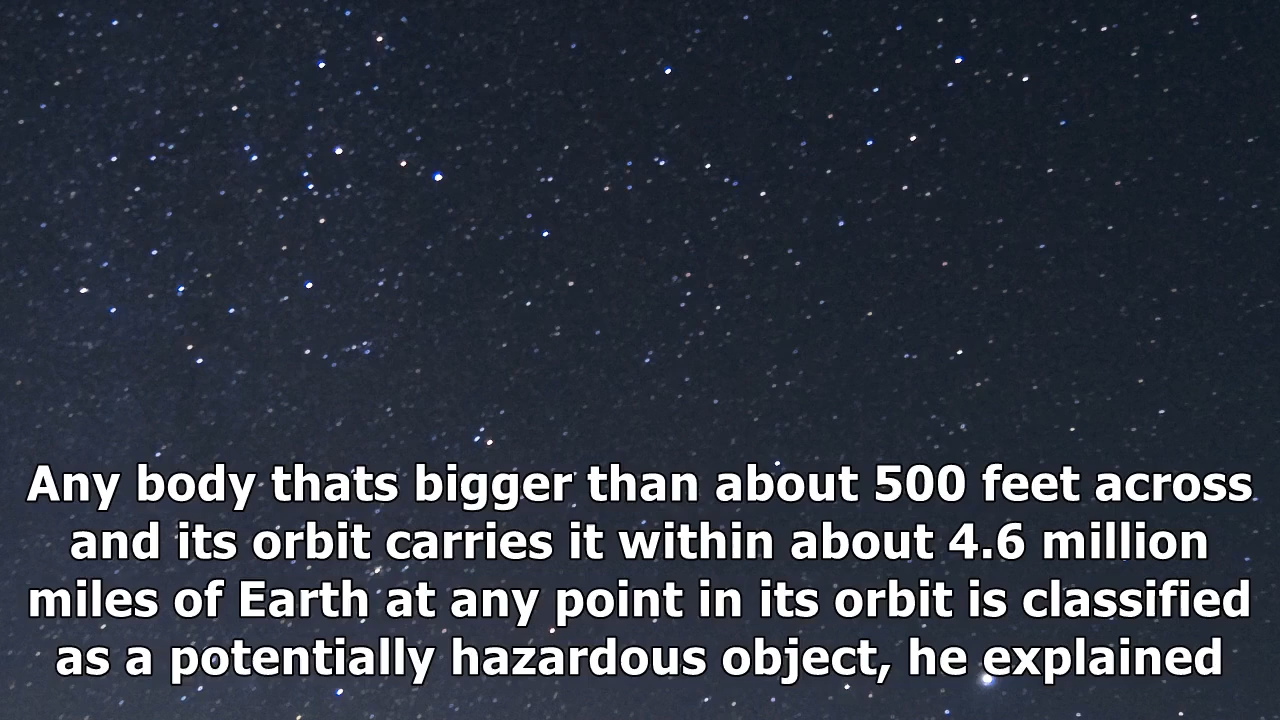 Any body thats bigger than about 500 feet across
and its orbit carries it within about 4.6 million
miles of Earth at any point in its orbit is classified
as a potentially hazardous object, he explained